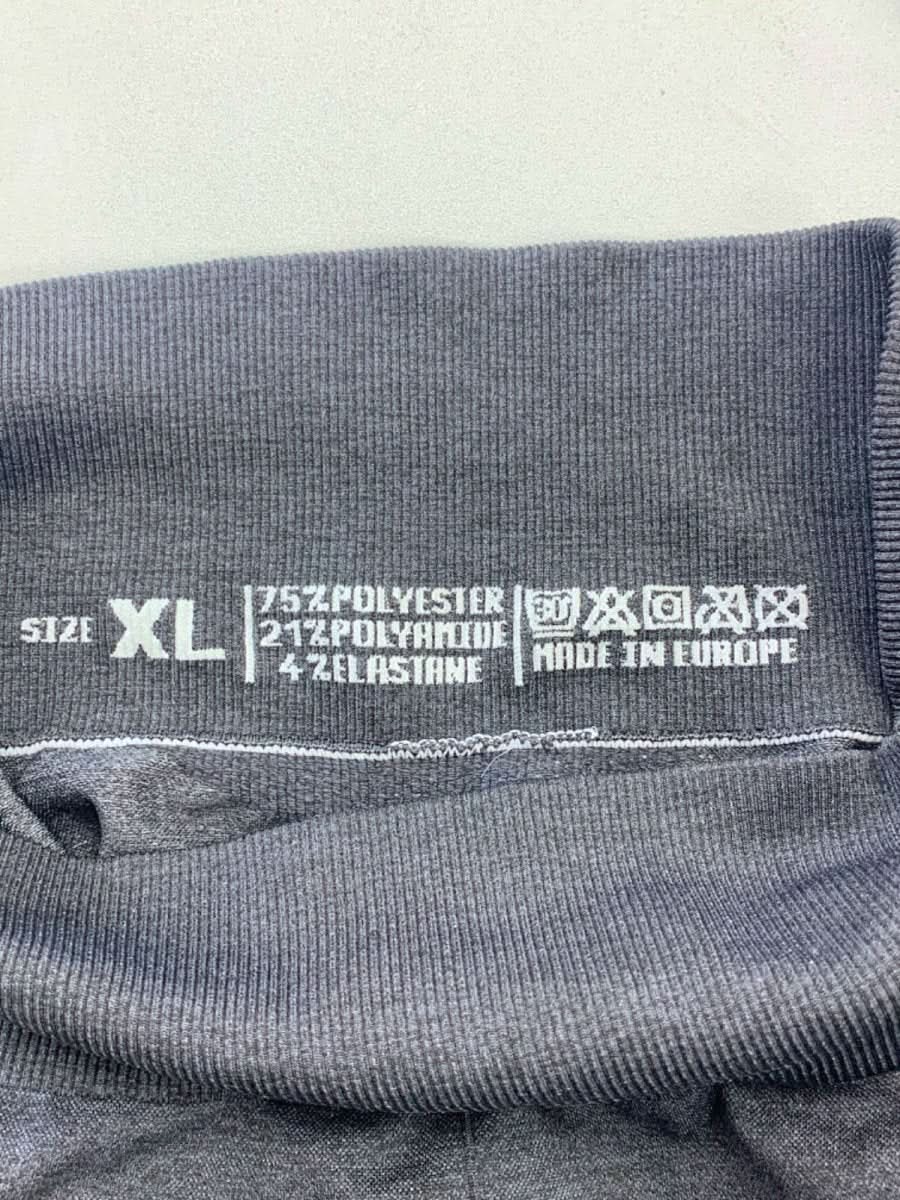 SIZE XL
75% POLYESTER
21% POLYAMIDE
4% ELASTANE
30°
MADE IN EUROPE